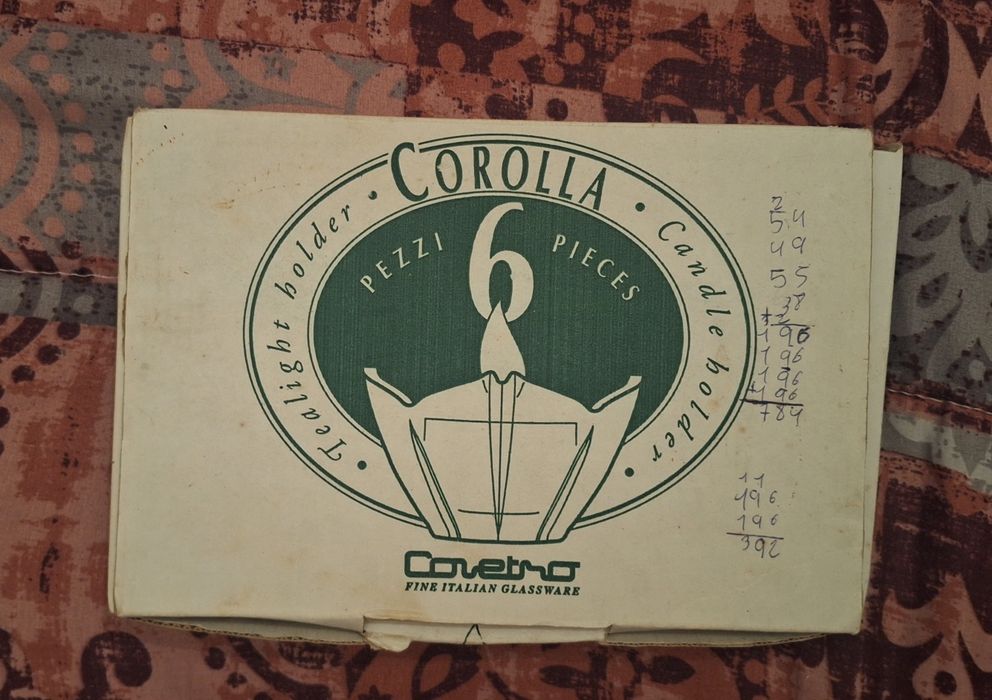 COROLLA
Tealight holder
Candle holder
PEZZI 6 PIECES
Covetro
FINE ITALIAN GLASSWARE
2
54
49
55
38
+2
196
196
196
+196
784
11
196
196
392